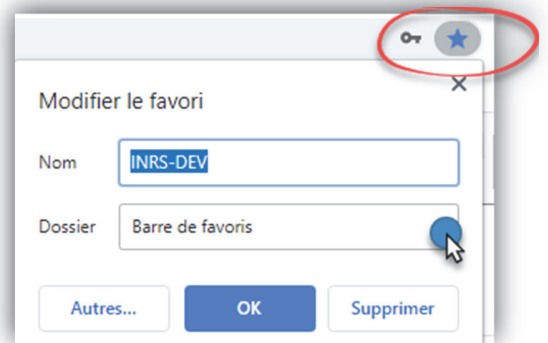 Modifier le favori
Nom INRS-DEV
Dossier Barre de favoris
Autres... OK Supprimer